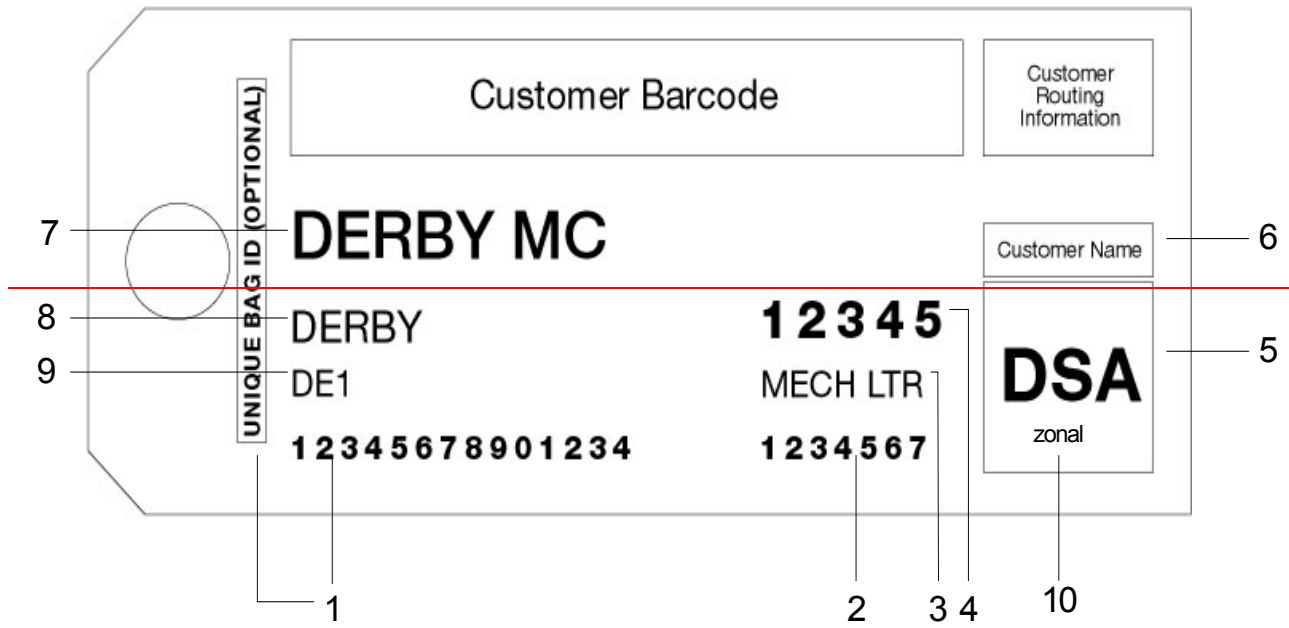 Customer Barcode
Customer
Routing
Information
UNIQUE BAG ID (OPTIONAL)
7
DERBY MC
Customer Name
6
8
DERBY
12345
DSA
5
9
DE1
MECH LTR
zonal
12345678901234
1234567
1
2
3
4
10